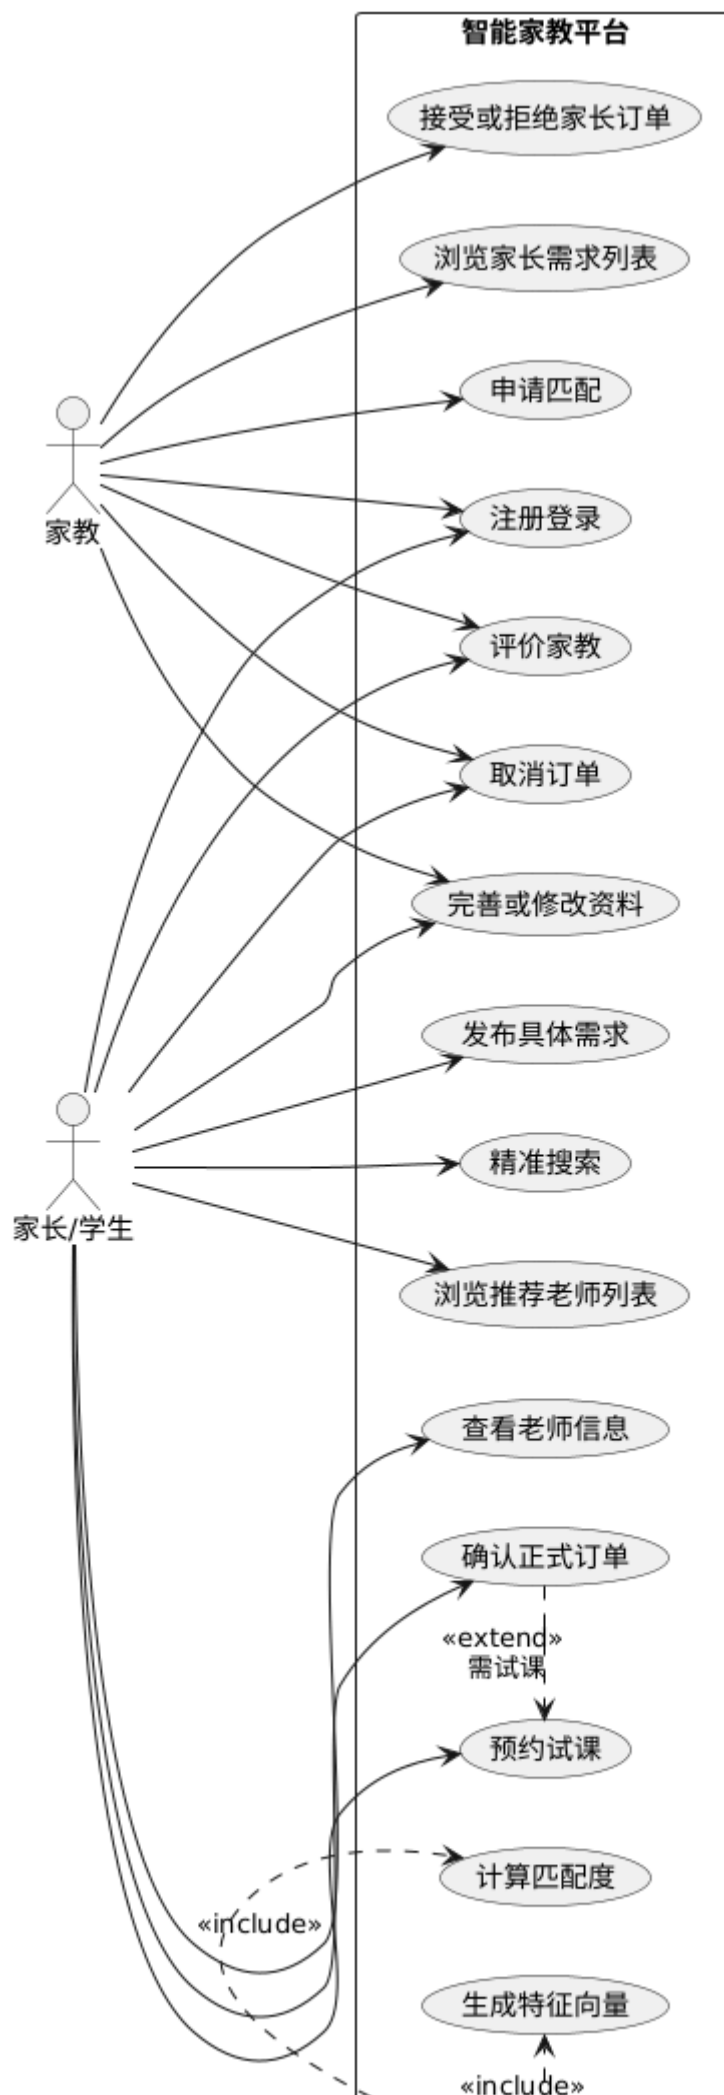 智能家教平台
接受或拒绝家长订单
浏览家长需求列表
申请匹配
注册登录
家教
评价家教
取消订单
完善或修改资料
发布具体需求
精准搜索
家长/学生
浏览推荐老师列表
查看老师信息
确认正式订单
«extend»
需试课
预约试课
计算匹配度
«include»
生成特征向量
«include»